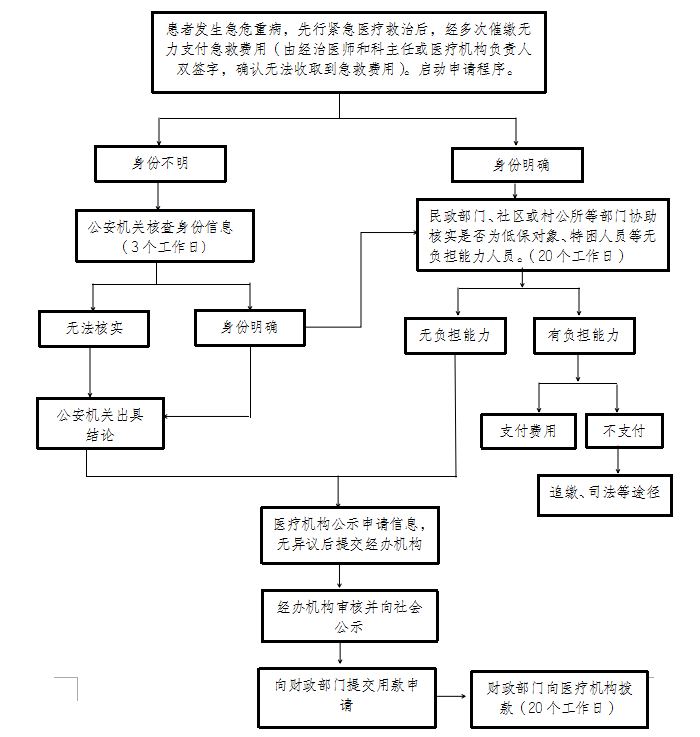 患者发生急危重病，先行紧急医疗救治后，经多次催缴无
力支付急救费用（由经治医师和科主任或医疗机构负责人
双签字，确认无法收取到急救费用）。启动申请程序。
身份不明
身份明确
公安机关核查身份信息
（3个工作日）
民政部门、社区或村公所等部门协助
核实是否为低保对象、特困人员等无
负担能力人员。（20个工作日）
无法核实
身份明确
无负担能力
有负担能力
公安机关出具
结论
支付费用
不支付
追缴、司法等途径
医疗机构公示申请信息，
无异议后提交经办机构
经办机构审核并向社会
公示
向财政部门提交用款申
请
财政部门向医疗机构拨
款（20个工作日）